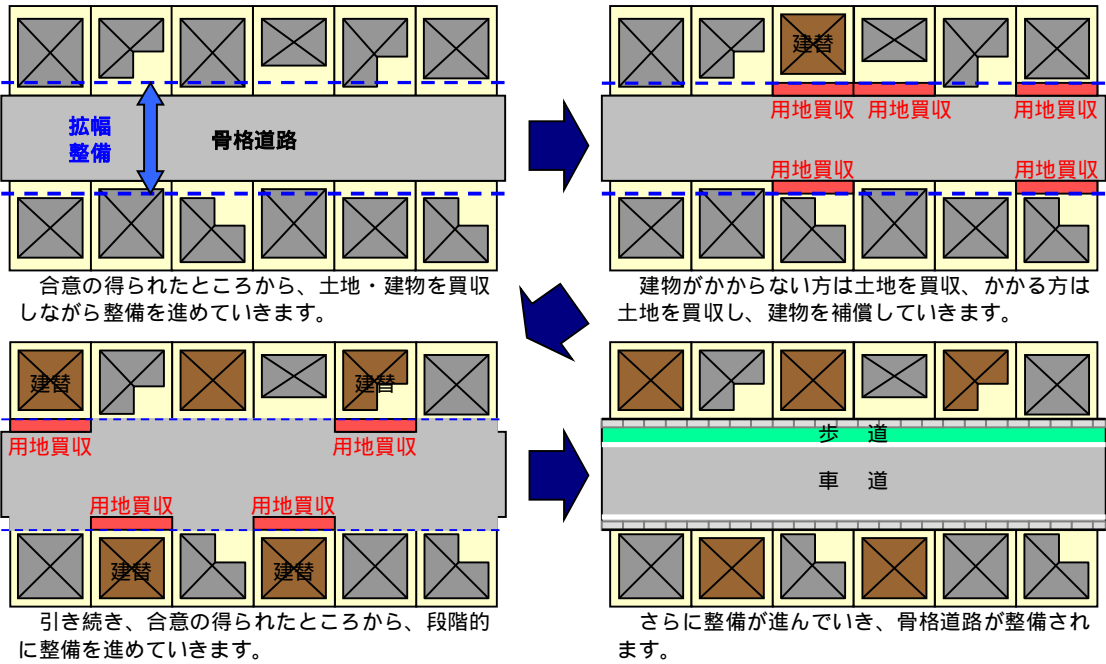 拡幅
整備
骨格道路
合意の得られたところから、土地・建物を買収
しながら整備を進めていきます。
建替
用地買収 用地買収 用地買収
用地買収 用地買収
建物がかからない方は土地を買収、かかる方は
土地を買収し、建物を補償していきます。
建替 建替
用地買収 用地買収
用地買収 用地買収
建替 建替
引き続き、合意の得られたところから、段階的
に整備を進めていきます。
歩 道
車 道
さらに整備が進んでいき、骨格道路が整備され
ます。